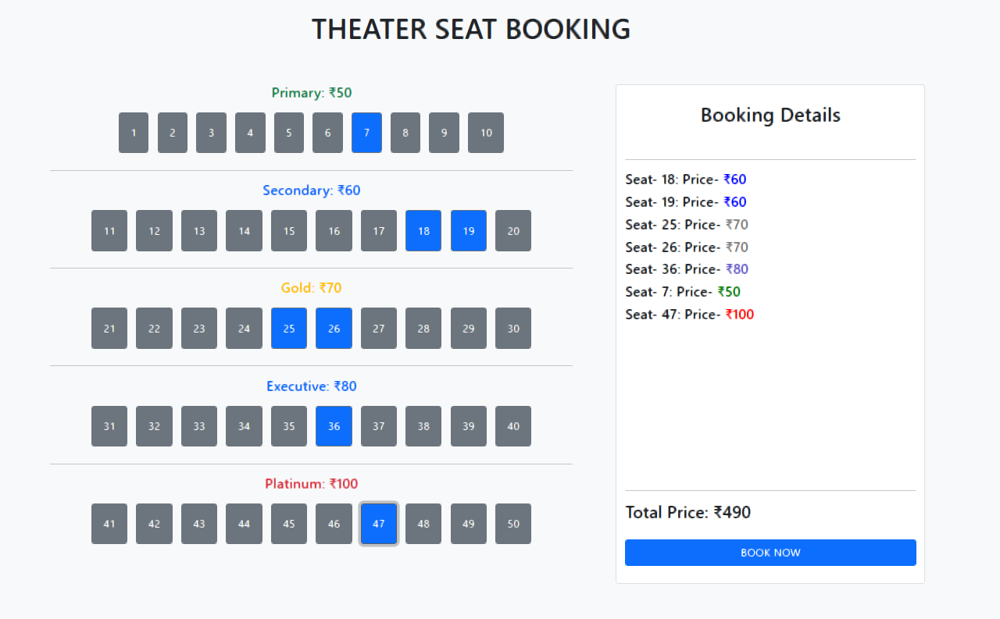 THEATER SEAT BOOKING
Primary: ₹50
1 2 3 4 5 6 7 8 9 10
Secondary: ₹60
11 12 13 14 15 16 17 18 19 20
Gold: ₹70
21 22 23 24 25 26 27 28 29 30
Executive: ₹80
31 32 33 34 35 36 37 38 39 40
Platinum: ₹100
41 42 43 44 45 46 47 48 49 50
Booking Details
Seat- 18: Price- ₹60
Seat- 19: Price- ₹60
Seat- 25: Price- ₹70
Seat- 26: Price- ₹70
Seat- 36: Price- ₹80
Seat- 7: Price- ₹50
Seat- 47: Price- ₹100
Total Price: ₹490
BOOK NOW